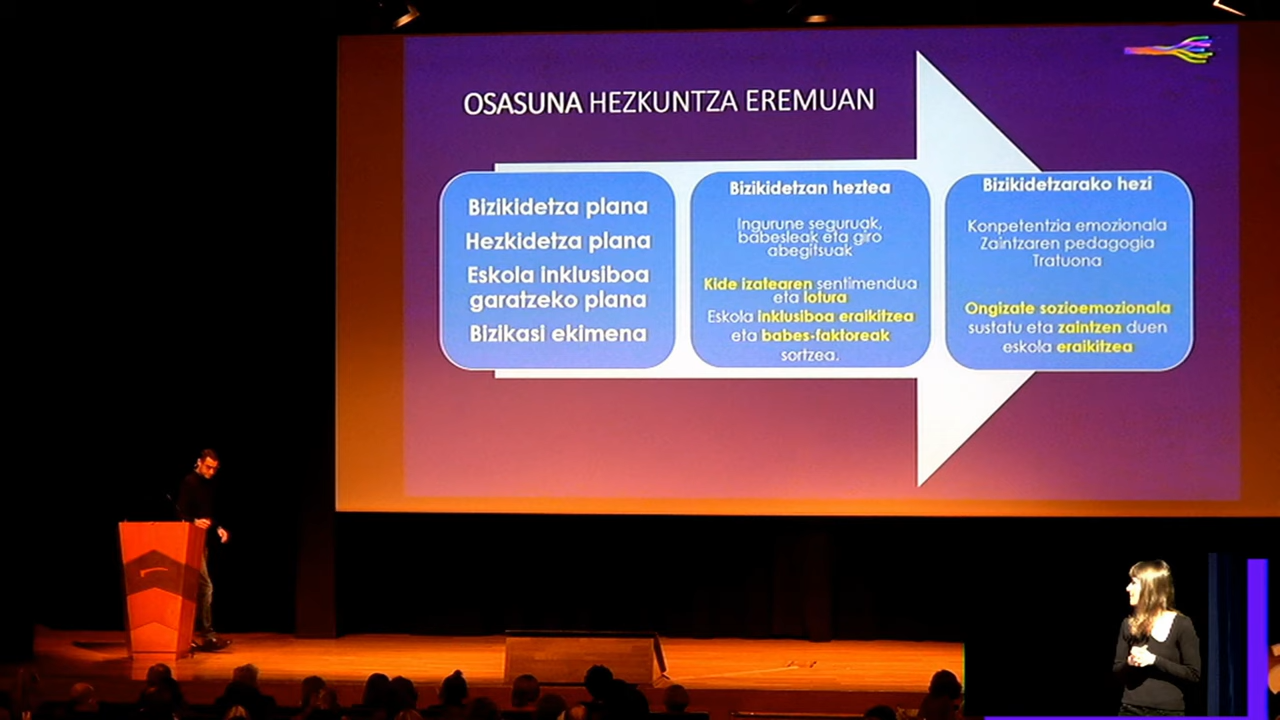 OSASUNA HEZKUNTZA EREMUAN
Bizikidetza plana
Hezkidetza plana
Eskola inklusiboa
garatzeko plana
Bizikasi ekimena
Bizikidetzan heztea
Ingurune seguruak,
babesleak eta giro
abegitsuak
Kide izatearen sentimendua
eta lotura
Eskola inklusiboa eraikitzea
eta babes-faktoreak
sortzea.
Bizikidetzarako hezi
Konpetentzia emozionala
Zaintzaren pedagogia
Tratuona
Ongizate sozioemozionala
sustatu eta zaintzen duen
eskola eraikitzea